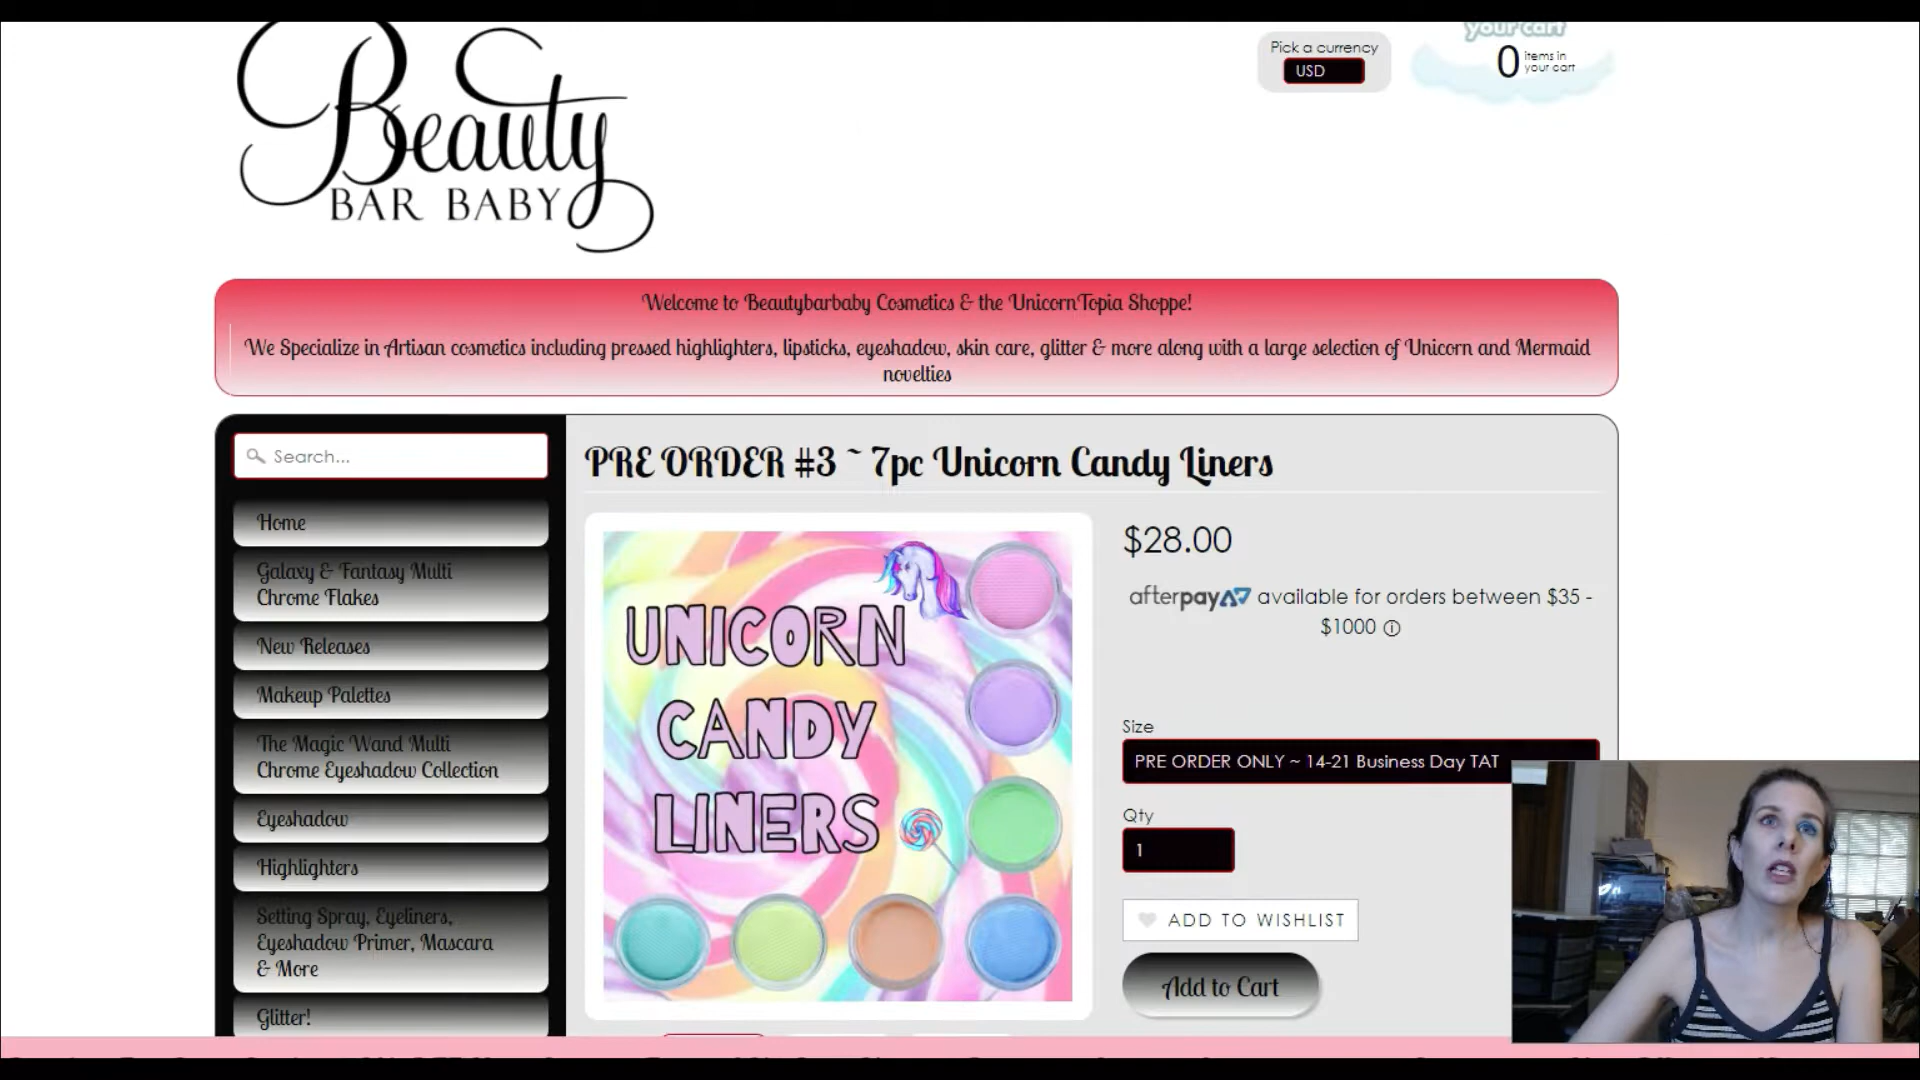 Beauty
BAR BABY
Pick a currency
USD
your cart
0 items in
your cart
Welcome to Beautybarbaby Cosmetics & the UnicornTopia Shoppe!
We Specialize in Artisan cosmetics including pressed highlighters, lipsticks, eyeshadow, skin care, glitter & more along with a large selection of Unicorn and Mermaid
novelties
Search...
Home
Galaxy & Fantasy Multi
Chrome Flakes
New Releases
Makeup Palettes
The Magic Wand Multi
Chrome Eyeshadow Collection
Eyeshadow
Highlighters
Setting Spray, Eyeliners,
Eyeshadow Primer, Mascara
& More
Glitter!
PRE ORDER #3 ~ 7pc Unicorn Candy Liners
UNICORN
CANDY
LINERS
$28.00
afterpay available for orders between $35 -
$1000
Size
PRE ORDER ONLY ~ 14-21 Business Day TAT
Qty
1
ADD TO WISHLIST
Add to Cart